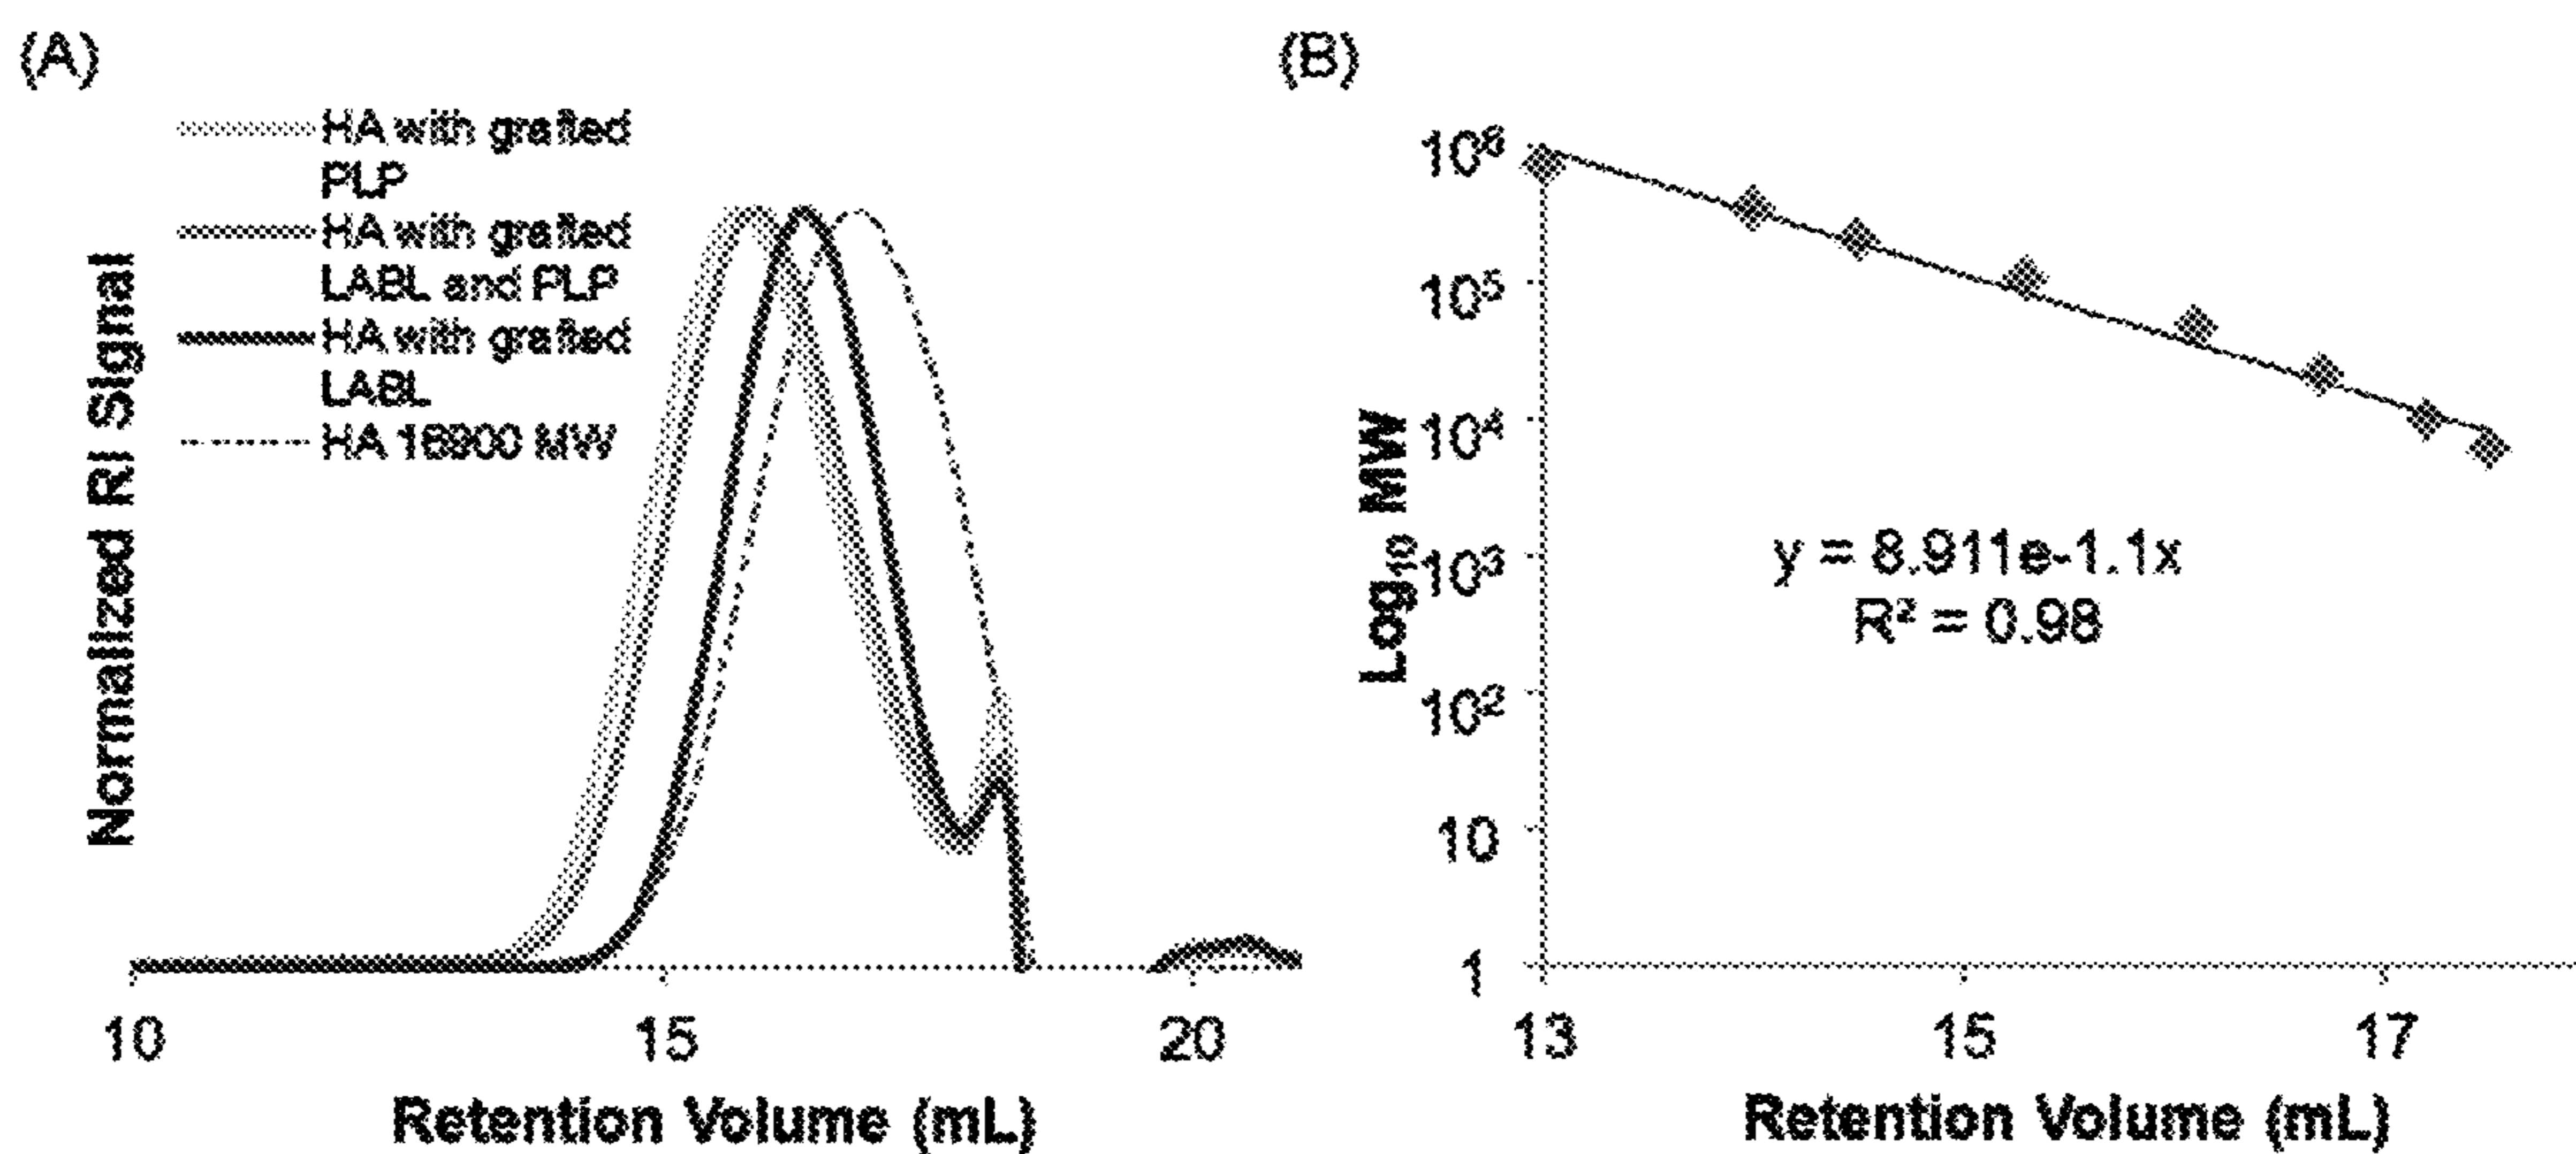 (A)
HA with grafted
PLP
HA with grafted
LABL and PLP
HA with grafted
LABL
HA 16900 MW
Normalized RI Signal
10
15
20
Retention Volume (mL)
(B)
10⁶
10⁵
10⁴
10³
10²
10
1
Log₁₀ MW
y = 8.911e-1.1x
R² = 0.98
13
15
17
Retention Volume (mL)